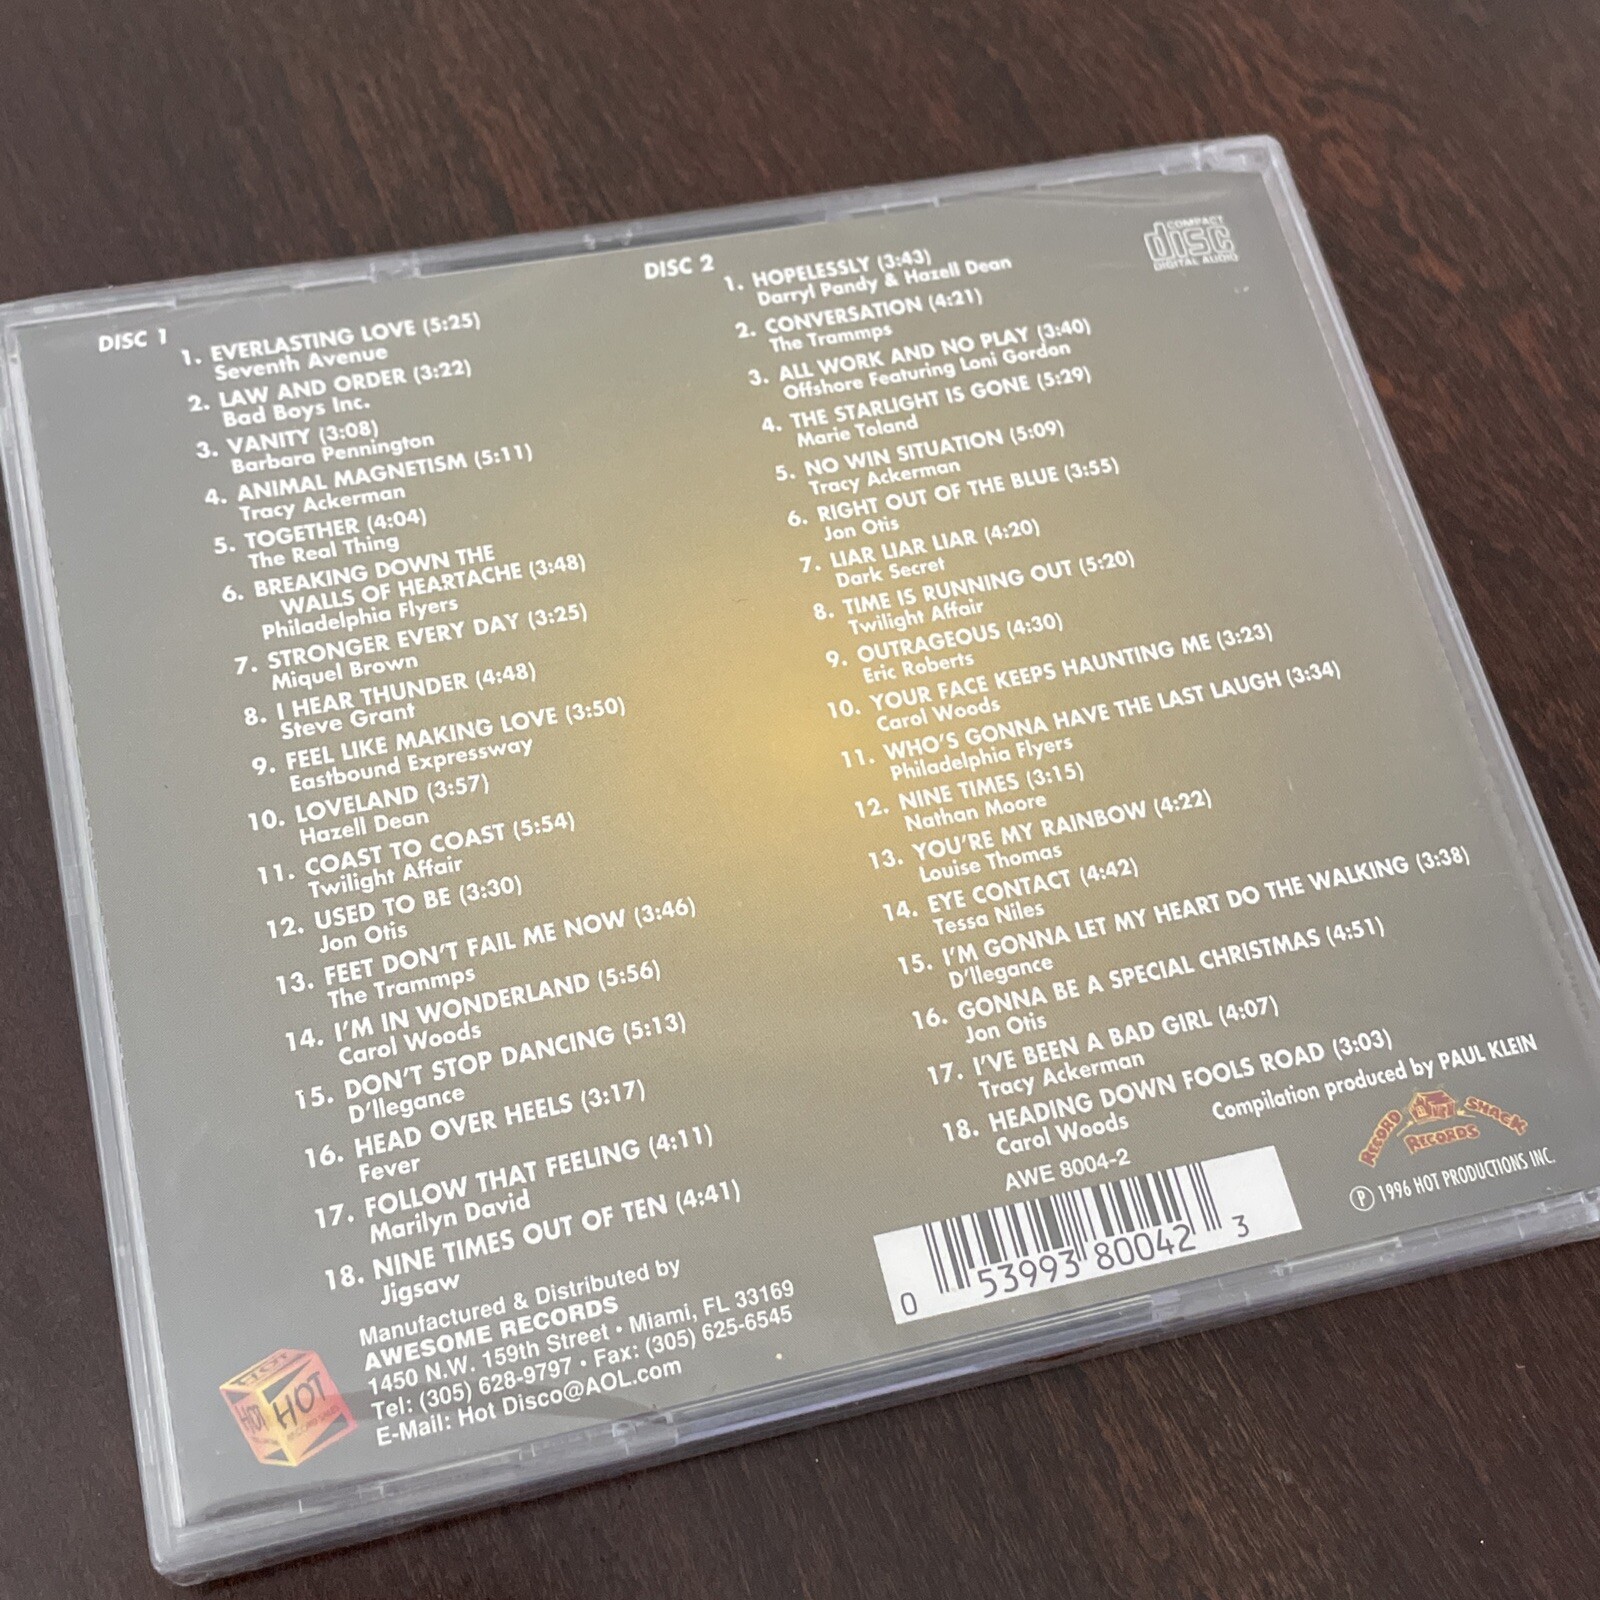 DISC 1
1. EVERLASTING LOVE (5:25)
Seventh Avenue
2. LAW AND ORDER (3:22)
Bad Boys Inc.
3. VANITY (3:08)
Barbara Pennington
4. ANIMAL MAGNETISM (5:11)
Tracy Ackerman
5. TOGETHER (4:04)
The Real Thing
6. BREAKING DOWN THE
WALLS OF HEARTACHE (3:48)
Philadelphia Flyers
7. STRONGER EVERY DAY (3:25)
Miquel Brown
8. I HEAR THUNDER (4:48)
Steve Grant
9. FEEL LIKE MAKING LOVE (3:50)
Eastbound Expressway
10. LOVELAND (3:57)
Hazell Dean
11. COAST TO COAST (5:54)
Twilight Affair
12. USED TO BE (3:30)
Jon Otis
13. FEET DON'T FAIL ME NOW (3:46)
The Trammps
14. I'M IN WONDERLAND (5:56)
Carol Woods
15. DON'T STOP DANCING (5:13)
D'llegance
16. HEAD OVER HEELS (3:17)
Fever
17. FOLLOW THAT FEELING (4:11)
Marilyn David
18. NINE TIMES OUT OF TEN (4:41)
Jigsaw
DISC 2
1. HOPELESSLY (3:43)
Darryl Pandy & Hazell Dean
2. CONVERSATION (4:21)
The Trammps
3. ALL WORK AND NO PLAY (3:40)
Offshore Featuring Loni Gordon
4. THE STARLIGHT IS GONE (5:29)
Marie Toland
5. NO WIN SITUATION (5:09)
Tracy Ackerman
6. RIGHT OUT OF THE BLUE (3:55)
Jon Otis
7. LIAR LIAR LIAR (4:20)
Dark Secret
8. TIME IS RUNNING OUT (5:20)
Twilight Affair
9. OUTRAGEOUS (4:30)
Eric Roberts
10. YOUR FACE KEEPS HAUNTING ME (3:23)
Carol Woods
11. WHO'S GONNA HAVE THE LAST LAUGH (3:34)
Philadelphia Flyers
12. NINE TIMES (3:15)
Nathan Moore
13. YOU'RE MY RAINBOW (4:22)
Louise Thomas
14. EYE CONTACT (4:42)
Tessa Niles
15. I'M GONNA LET MY HEART DO THE WALKING (3:38)
D'llegance
16. GONNA BE A SPECIAL CHRISTMAS (4:51)
Jon Otis
17. I'VE BEEN A BAD GIRL (4:07)
Tracy Ackerman
18. HEADING DOWN FOOLS ROAD (3:03)
Carol Woods
COMPACT
disc
DIGITAL AUDIO
Compilation produced by PAUL KLEIN
RECORD SHACK
RECORDS
℗ 1996 HOT PRODUCTIONS INC.
AWE 8004-2
0 53993 80042 3
HOT
HOT
HOT
Manufactured & Distributed by
AWESOME RECORDS
1450 N.W. 159th Street • Miami, FL 33169
Tel: (305) 628-9797 • Fax: (305) 625-6545
E-Mail: Hot Disco@AOL.com